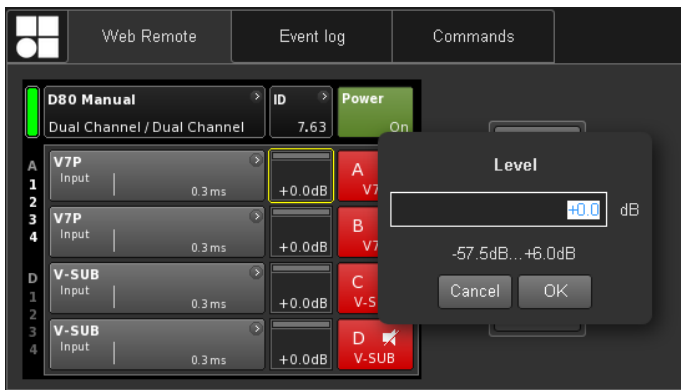 Web Remote
Event log
Commands
D80 Manual
Dual Channel / Dual Channel
ID
7.63
Power
On
A
1
2
3
4
D
1
2
3
4
V7P
Input
0.3ms
+0.0dB
A
V7
V7P
Input
0.3ms
+0.0dB
B
V7
V-SUB
Input
0.3ms
+0.0dB
C
V-S
V-SUB
Input
0.3ms
+0.0dB
D
V-SUB
Level
+0.0 dB
-57.5dB...+6.0dB
Cancel
OK